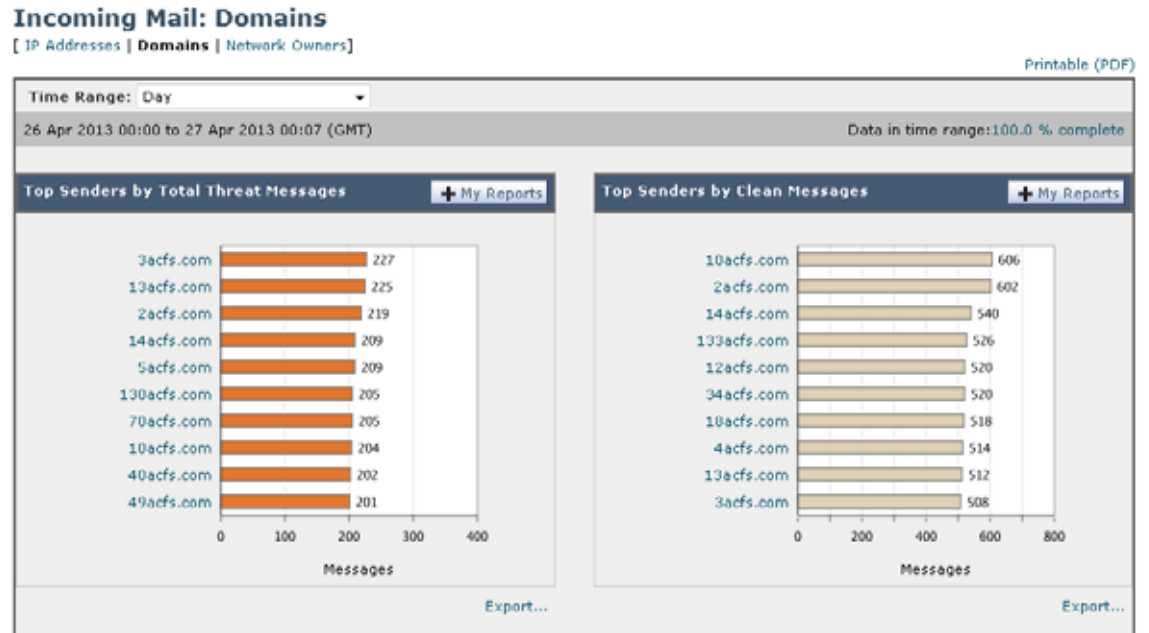 Incoming Mail: Domains
[ IP Addresses | Domains | Network Owners]
Printable (PDF)
Time Range: Day
26 Apr 2013 00:00 to 27 Apr 2013 00:07 (GMT)
Data in time range:100.0 % complete
Top Senders by Total Threat Messages
+ My Reports
3acfs.com 227
13acfs.com 225
2acfs.com 219
14acfs.com 209
5acfs.com 209
130acfs.com 205
70acfs.com 205
10acfs.com 204
40acfs.com 202
49acfs.com 201
0 100 200 300 400
Messages
Export...
Top Senders by Clean Messages
+ My Reports
10acfs.com 606
2acfs.com 602
14acfs.com 540
133acfs.com 526
12acfs.com 520
34acfs.com 520
18acfs.com 518
4acfs.com 514
13acfs.com 512
3acfs.com 508
0 200 400 600 800
Messages
Export...